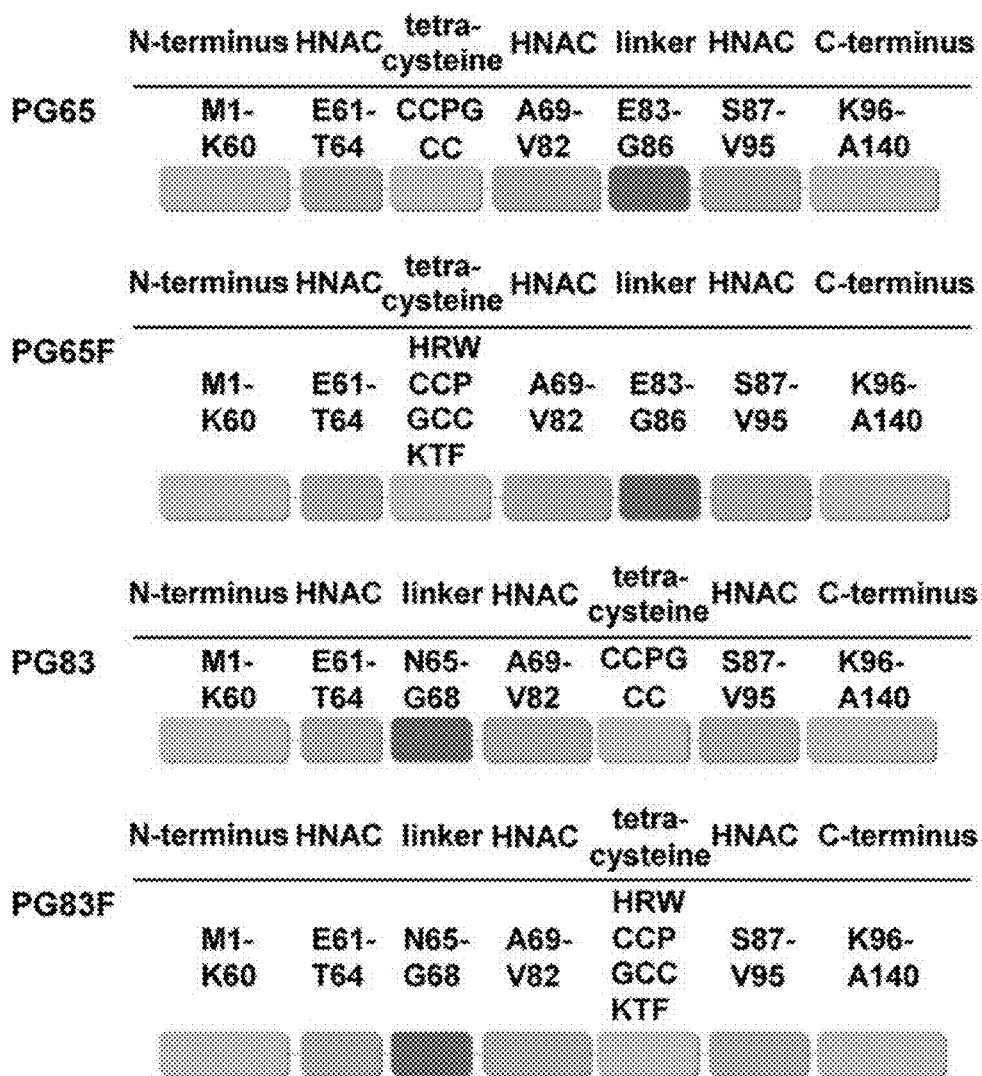 N-terminus HNAC tetra-cysteine HNAC linker HNAC C-terminus
PG65 M1- E61- CCPG A69- E83- S87- K96-
K60 T64 CC V82 G86 V95 A140
N-terminus HNAC tetra-cysteine HNAC linker HNAC C-terminus
PG65F
HRW
M1- E61- CCP A69- E83- S87- K96-
K60 T64 GCC V82 G86 V95 A140
KTF
N-terminus HNAC linker HNAC tetra-cysteine HNAC C-terminus
PG83 M1- E61- N65- A69- CCPG S87- K96-
K60 T64 G68 V82 CC V95 A140
N-terminus HNAC linker HNAC tetra-cysteine HNAC C-terminus
PG83F
HRW
M1- E61- N65- A69- CCP S87- K96-
K60 T64 G68 V82 GCC V95 A140
KTF